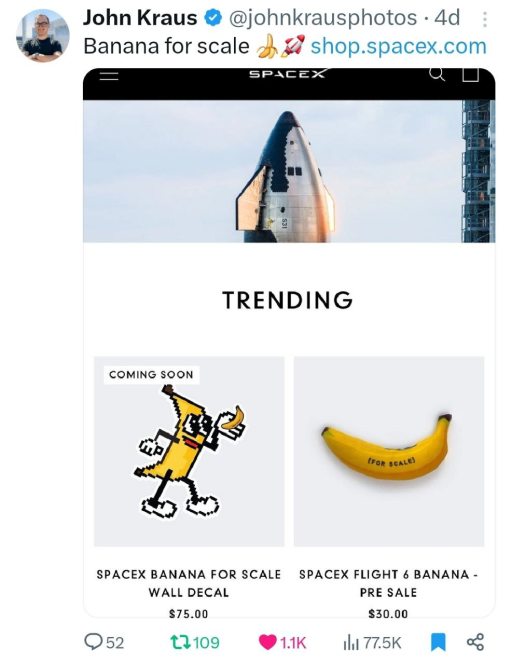 John Kraus @johnkrausphotos · 4d
Banana for scale 🍌🚀 shop.spacex.com
SPACEX
S31
TRENDING
COMING SOON
(FOR SCALE)
SPACEX BANANA FOR SCALE
WALL DECAL
$75.00
SPACEX FLIGHT 6 BANANA -
PRE SALE
$30.00
52 109 1.1K 77.5K